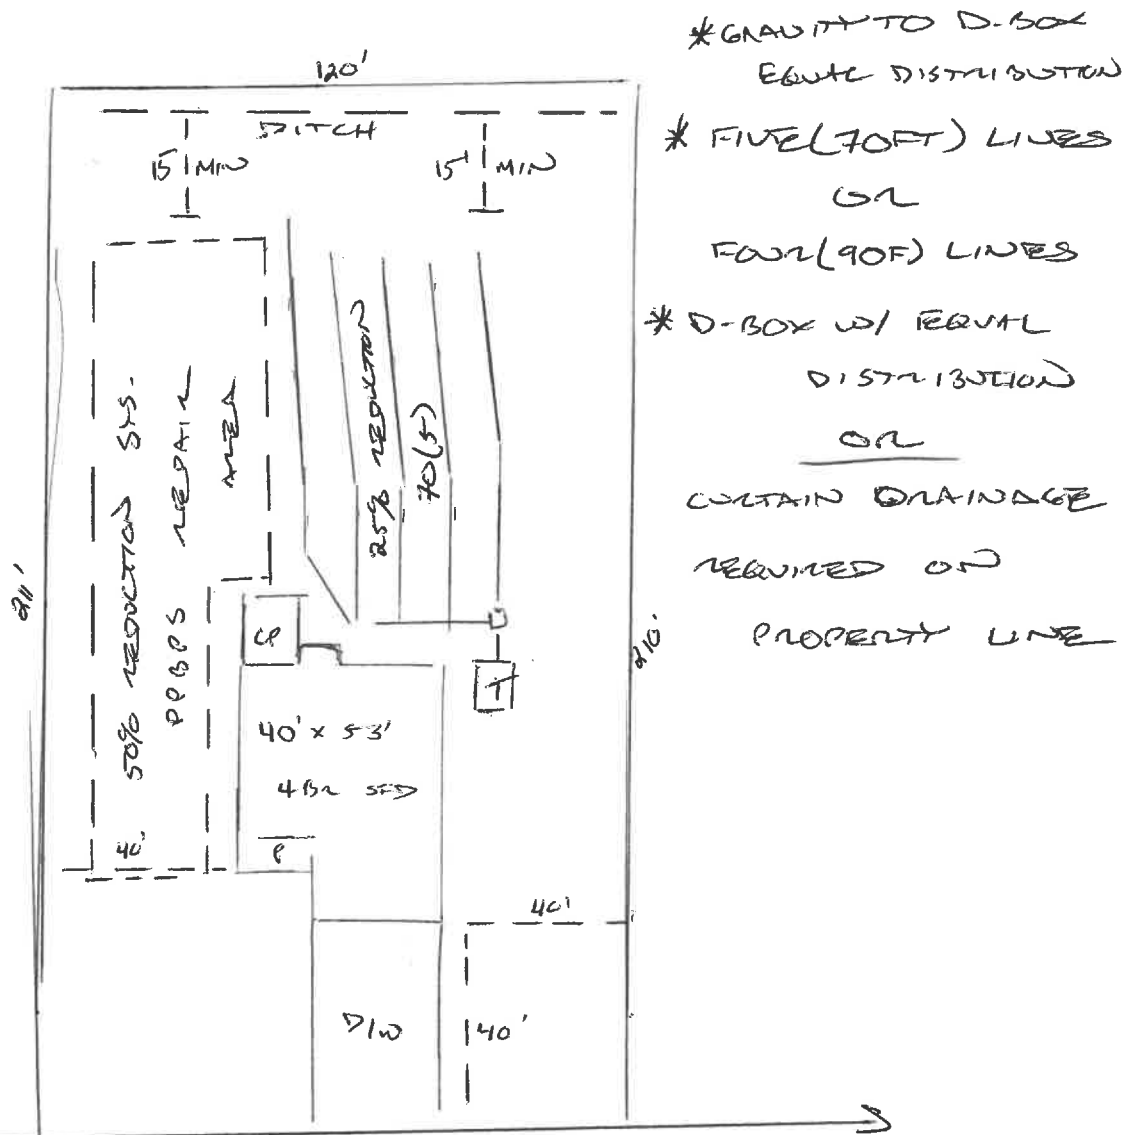 120'
DITCH
15' MIN
15' MIN
50% REDUCTION SYS.
PPBPS REPAIR
AREA
25% REDUCTION
70(5)
211'
210'
CP
T
40' x 53'
4BR SFD
P
40'
40'
40'
D/W
* GRAVITY TO D-BOX
EQUAL DISTRIBUTION
* FIVE (70FT) LINES
OR
FOUR (90F) LINES
* D-BOX W/ EQUAL
DISTRIBUTION
OR
CURTAIN DRAINAGE
REQUIRED ON
PROPERTY LINE